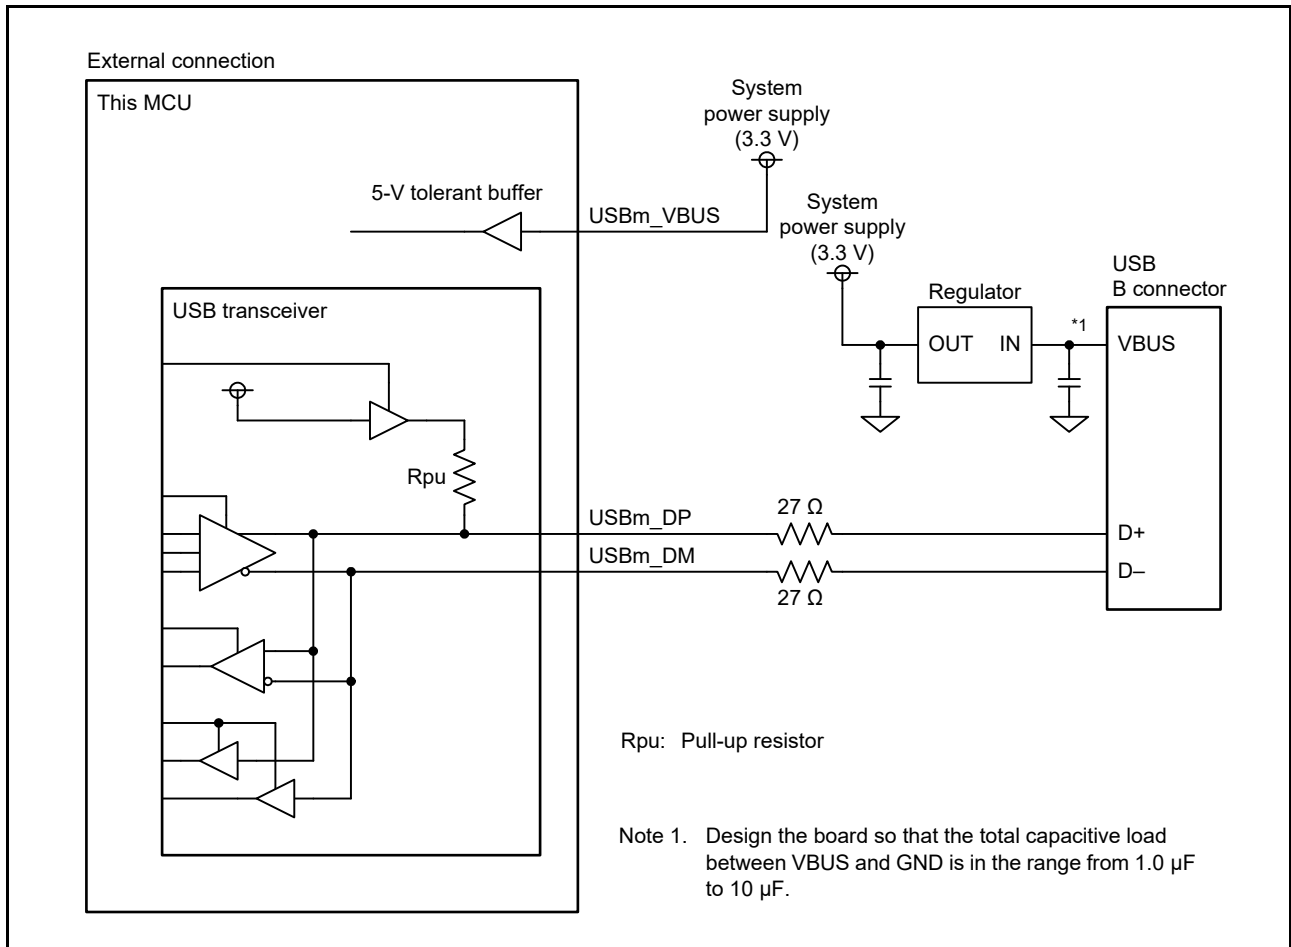 External connection
This MCU
System
power supply
(3.3 V)
5-V tolerant buffer
USBm_VBUS
System
power supply
(3.3 V)
USB
B connector
Regulator
*1
OUT IN
VBUS
USB transceiver
Rpu
27 Ω
USBm_DP
D+
USBm_DM
D–
27 Ω
Rpu: Pull-up resistor
Note 1. Design the board so that the total capacitive load
between VBUS and GND is in the range from 1.0 µF
to 10 µF.